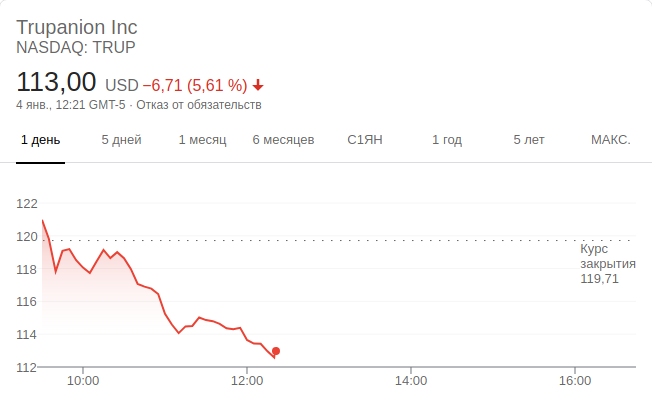 Trupanion Inc
NASDAQ: TRUP
113,00 USD −6,71 (5,61 %)
4 янв., 12:21 GMT-5 · Отказ от обязательств
1 день 5 дней 1 месяц 6 месяцев С1ЯН 1 год 5 лет МАКС.
122
120
Курс
закрытия
119,71
118
116
114
112
10:00 12:00 14:00 16:00